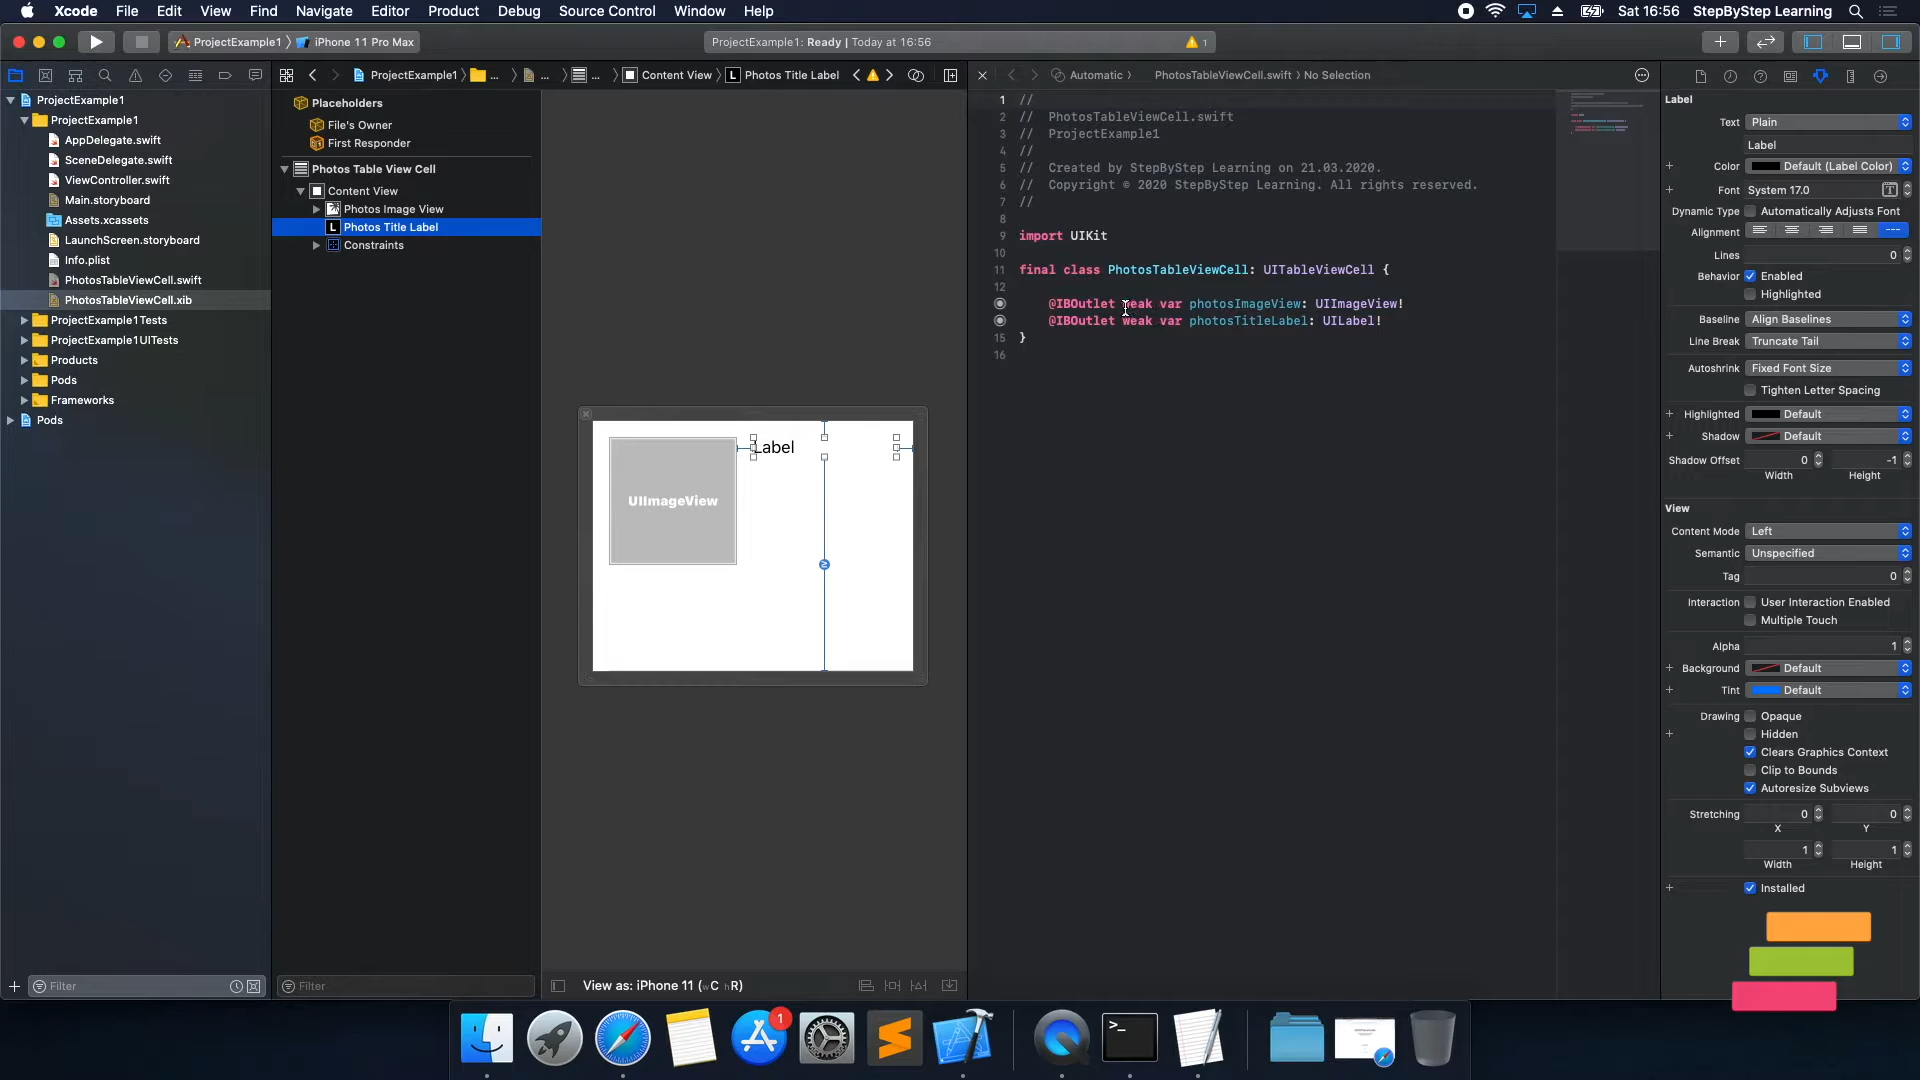 Xcode File Edit View Find Navigate Editor Product Debug Source Control Window Help
Sat 16:56 StepByStep Learning
ProjectExample1 iPhone 11 Pro Max
ProjectExample1: Ready | Today at 16:56
1
ProjectExample1
ProjectExample1
AppDelegate.swift
SceneDelegate.swift
ViewController.swift
Main.storyboard
Assets.xcassets
LaunchScreen.storyboard
Info.plist
PhotosTableViewCell.swift
PhotosTableViewCell.xib
ProjectExample1Tests
ProjectExample1UITests
Products
Pods
Frameworks
Pods
Filter
ProjectExample1 ... ... Content View L Photos Title Label
Placeholders
File's Owner
First Responder
Photos Table View Cell
Content View
Photos Image View
L Photos Title Label
Constraints
Filter
Label
UIImageView
View as: iPhone 11 (wC hR)
Automatic PhotosTableViewCell.swift No Selection
1 //
2 // PhotosTableViewCell.swift
3 // ProjectExample1
4 //
5 // Created by StepByStep Learning on 21.03.2020.
6 // Copyright © 2020 StepByStep Learning. All rights reserved.
7 //
8
9 import UIKit
10
11 final class PhotosTableViewCell: UITableViewCell {
12
@IBOutlet weak var photosImageView: UIImageView!
@IBOutlet weak var photosTitleLabel: UILabel!
15 }
16
Label
Text Plain
Label
Color Default (Label Color)
Font System 17.0 T
Dynamic Type Automatically Adjusts Font
Alignment ---
Lines 0
Behavior Enabled
Highlighted
Baseline Align Baselines
Line Break Truncate Tail
Autoshrink Fixed Font Size
Tighten Letter Spacing
Highlighted Default
Shadow Default
Shadow Offset 0 -1
Width Height
View
Content Mode Left
Semantic Unspecified
Tag 0
Interaction User Interaction Enabled
Multiple Touch
Alpha 1
Background Default
Tint Default
Drawing Opaque
Hidden
Clears Graphics Context
Clip to Bounds
Autoresize Subviews
Stretching 0 0
X Y
1 1
Width Height
Installed
1
>_